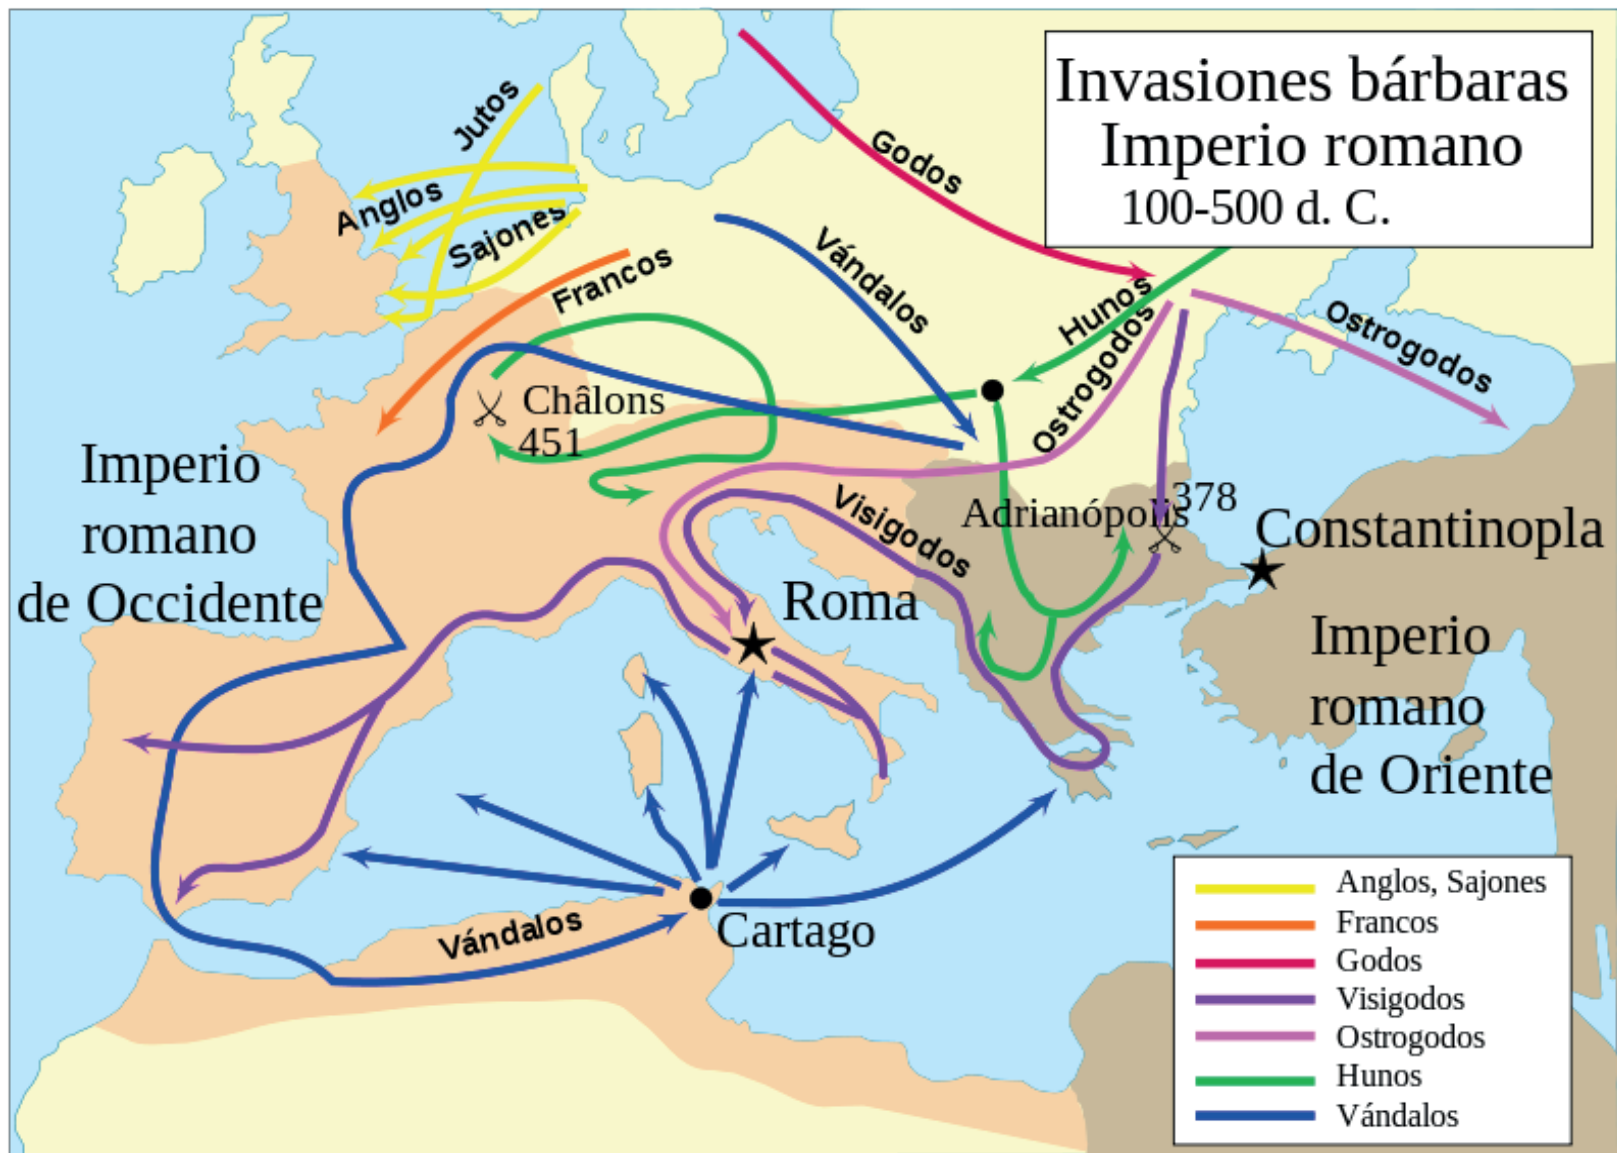 Invasiones bárbaras
Imperio romano
100-500 d. C.
Jutos
Anglos
Sajones
Francos
Godos
Vándalos
Hunos
Ostrogodos
Ostrogodos
Châlons
451
Imperio
romano
de Occidente
Visigodos
Adrianópolis
378
Constantinopla
Roma
Imperio
romano
de Oriente
Vándalos
Cartago
Anglos, Sajones
Francos
Godos
Visigodos
Ostrogodos
Hunos
Vándalos